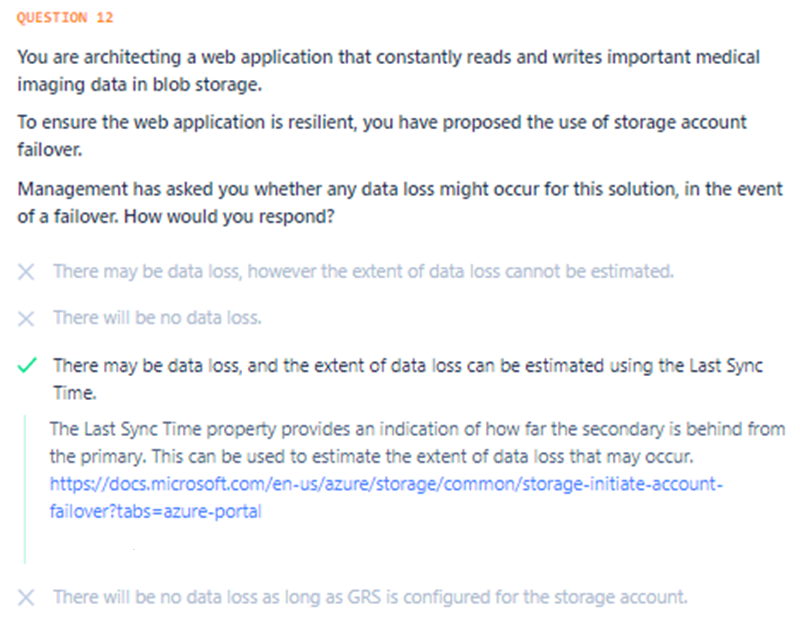 QUESTION 12
You are architecting a web application that constantly reads and writes important medical
imaging data in blob storage.
To ensure the web application is resilient, you have proposed the use of storage account
failover.
Management has asked you whether any data loss might occur for this solution, in the event
of a failover. How would you respond?
There may be data loss, however the extent of data loss cannot be estimated.
There will be no data loss.
There may be data loss, and the extent of data loss can be estimated using the Last Sync
Time.
The Last Sync Time property provides an indication of how far the secondary is behind from
the primary. This can be used to estimate the extent of data loss that may occur.
https://docs.microsoft.com/en-us/azure/storage/common/storage-initiate-account-
failover?tabs=azure-portal
There will be no data loss as long as GRS is configured for the storage account.